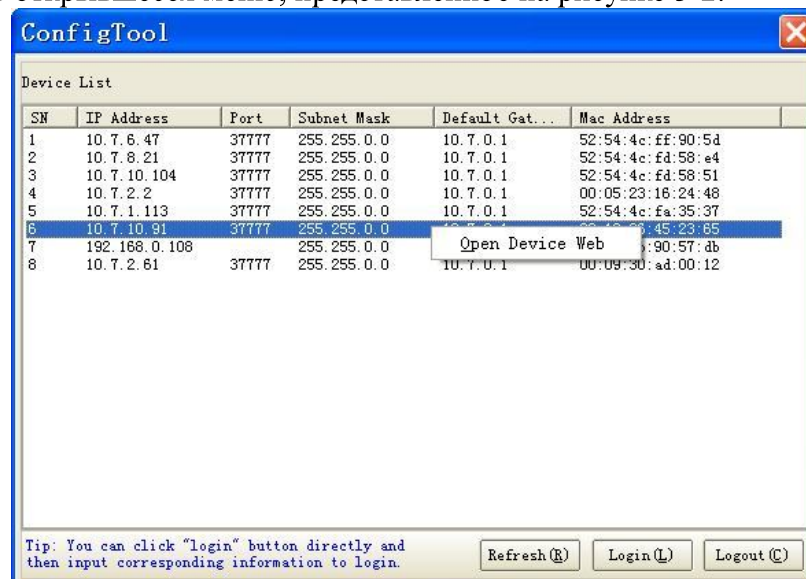 ConfigTool
Device List
SN IP Address Port Subnet Mask Default Gat... Mac Address
1 10.7.6.47 37777 255.255.0.0 10.7.0.1 52:54:4c:ff:90:5d
2 10.7.8.21 37777 255.255.0.0 10.7.0.1 52:54:4c:fd:58:e4
3 10.7.10.104 37777 255.255.0.0 10.7.0.1 52:54:4c:fd:58:51
4 10.7.2.2 37777 255.255.0.0 10.7.0.1 00:05:23:16:24:48
5 10.7.1.113 37777 255.255.0.0 10.7.0.1 52:54:4c:fa:35:37
6 10.7.10.91 37777 255.255.0.0 :45:23:65
Open Device Web
7 192.168.0.108 255.255.0.0 :90:57:db
8 10.7.2.61 37777 255.255.0.0 10.7.0.1 00:09:30:ad:00:12
Tip: You can click "login" button directly and
then input corresponding information to login.
Refresh(R) Login(L) Logout(C)